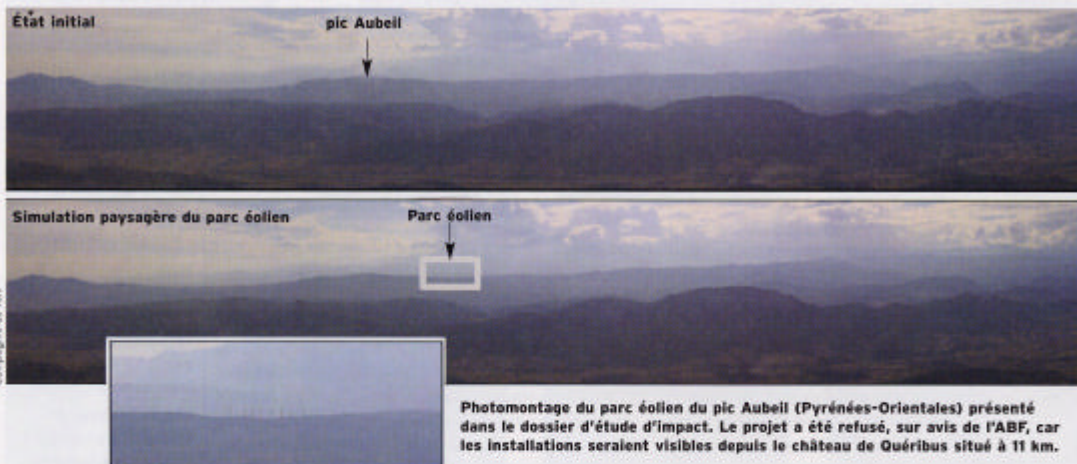 État initial
pic Aubeil
Simulation paysagère du parc éolien
Parc éolien
Photomontage du parc éolien du pic Aubeil (Pyrénées-Orientales) présenté
dans le dossier d'étude d'impact. Le projet a été refusé, sur avis de l'ABF, car
les installations seraient visibles depuis le château de Quéribus situé à 11 km.